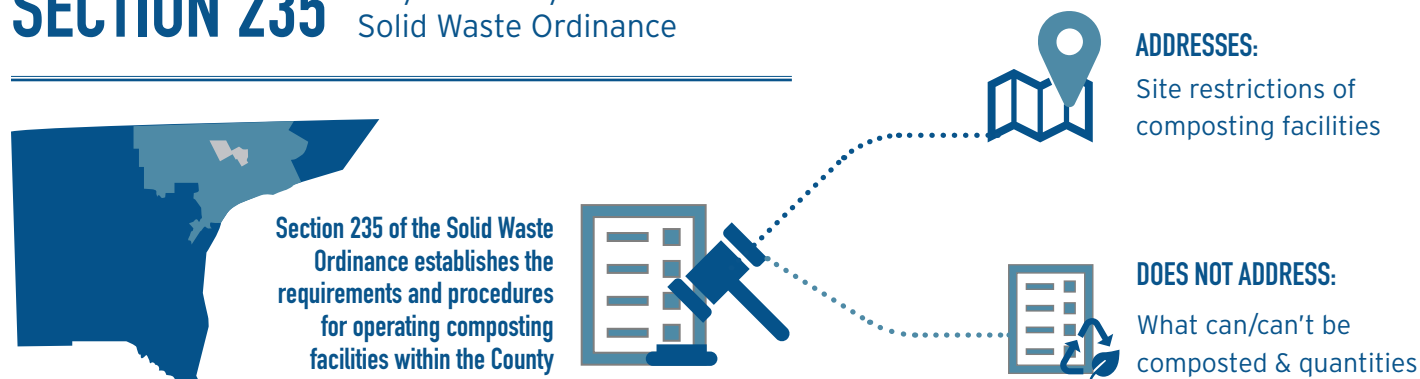 SECTION 235
Solid Waste Ordinance
Section 235 of the Solid Waste
Ordinance establishes the
requirements and procedures
for operating composting
facilities within the County
ADDRESSES:
Site restrictions of
composting facilities
DOES NOT ADDRESS:
What can/can't be
composted & quantities